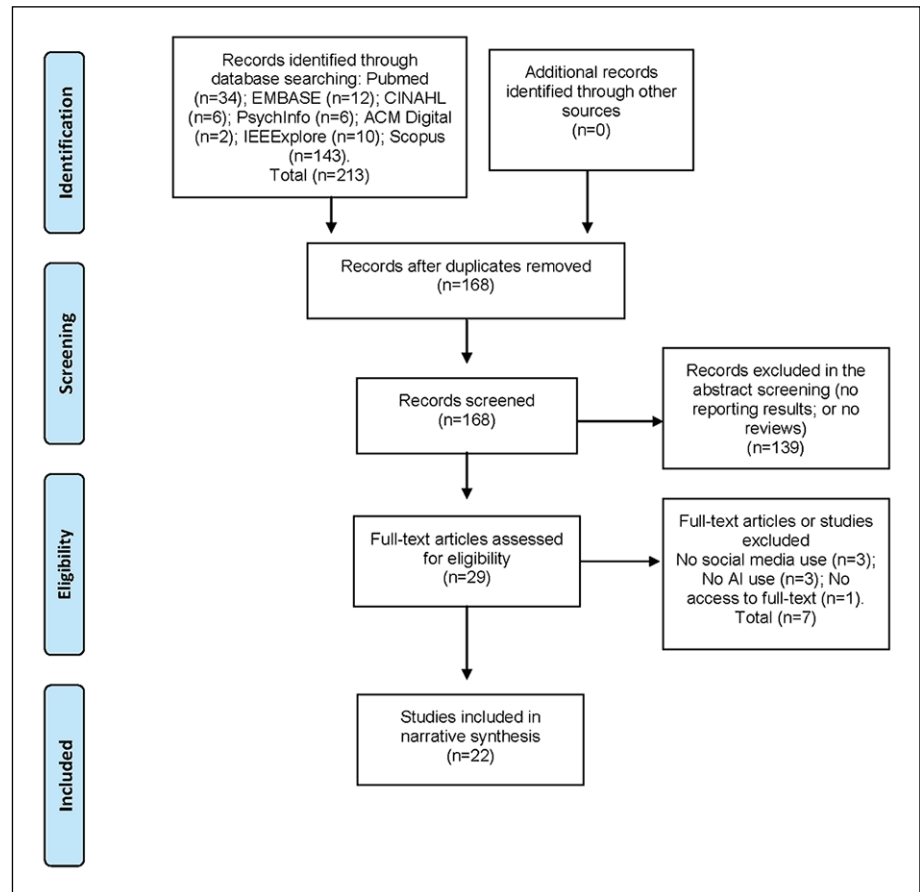 Identification
Records identified through
database searching: Pubmed
(n=34); EMBASE (n=12); CINAHL
(n=6); PsychInfo (n=6); ACM Digital
(n=2); IEEExplore (n=10); Scopus
(n=143).
Total (n=213)
Additional records
identified through other
sources
(n=0)
Records after duplicates removed
(n=168)
Screening
Records screened
(n=168)
Records excluded in the
abstract screening (no
reporting results; or no
reviews)
(n=139)
Eligibility
Full-text articles assessed
for eligibility
(n=29)
Full-text articles or studies
excluded
No social media use (n=3);
No AI use (n=3); No
access to full-text (n=1).
Total (n=7)
Included
Studies included in
narrative synthesis
(n=22)